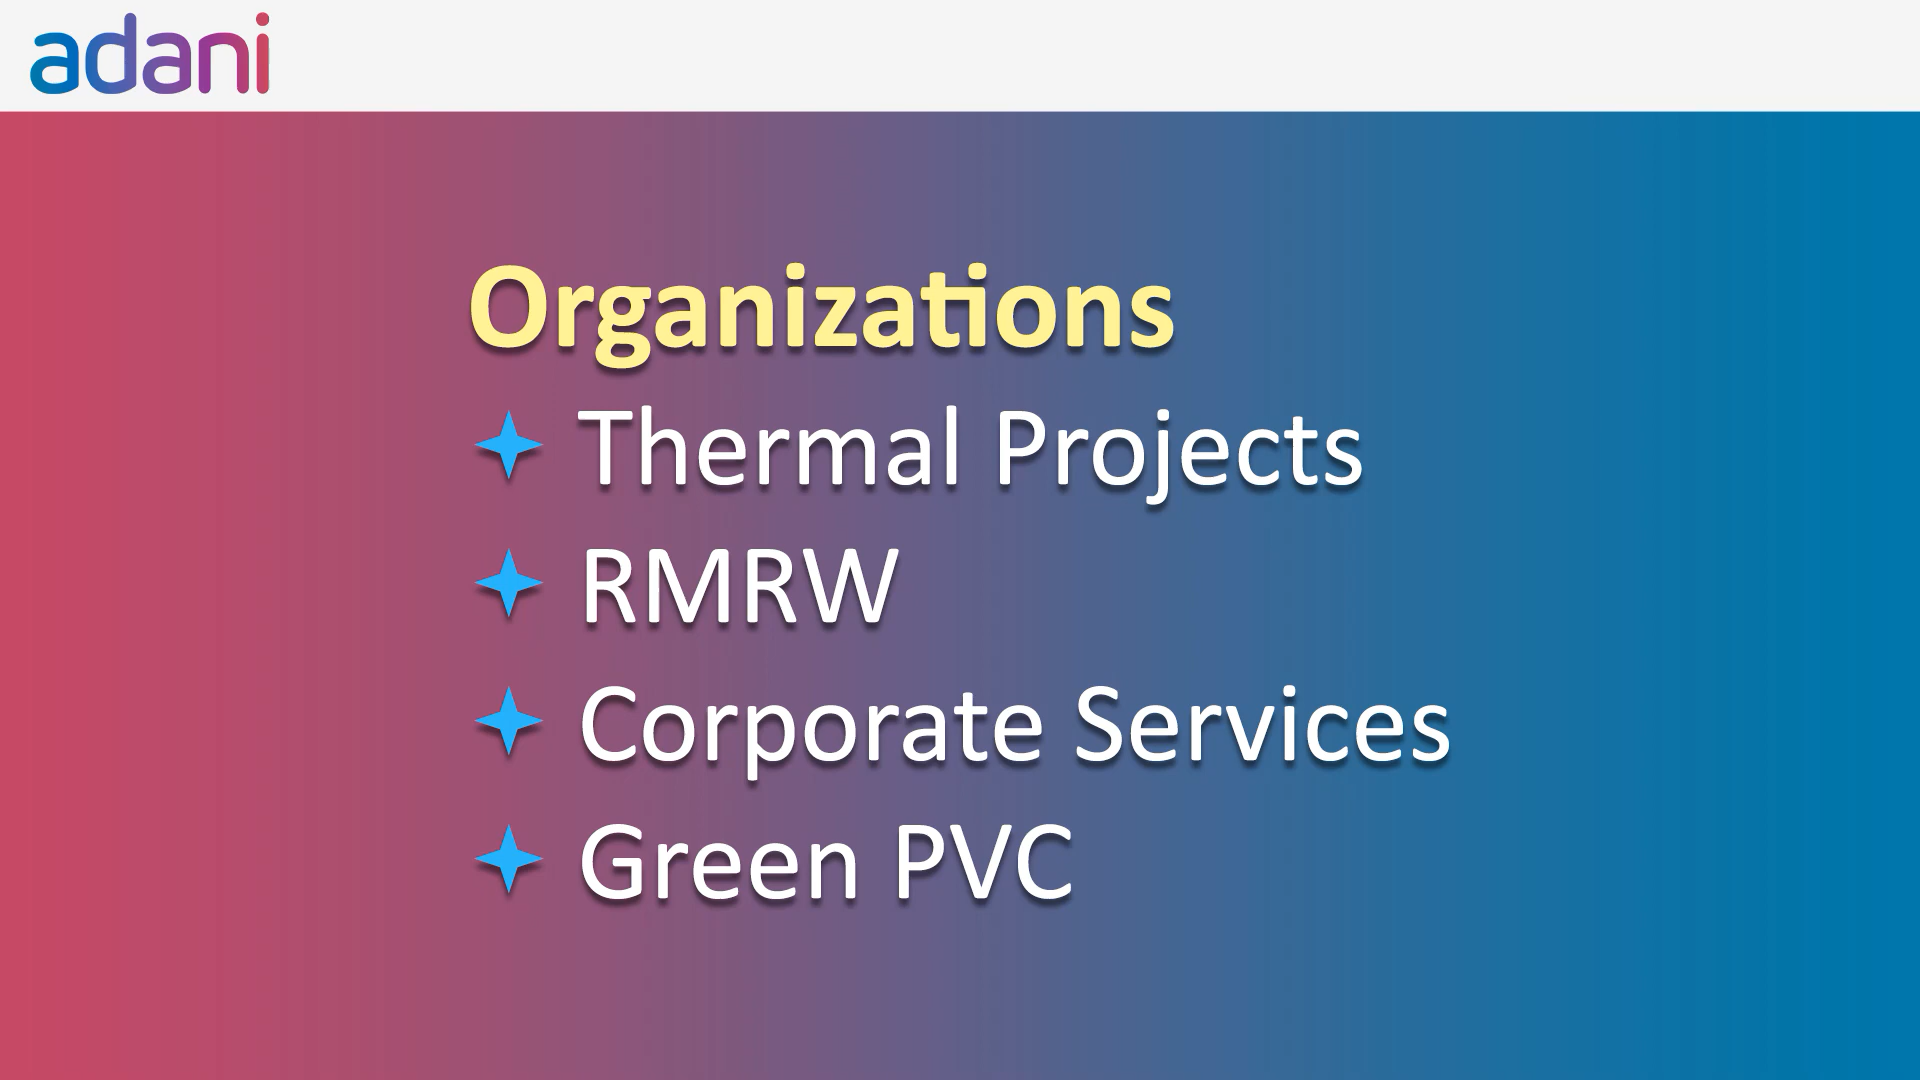 adani
Organizations
Thermal Projects
RMRW
Corporate Services
Green PVC